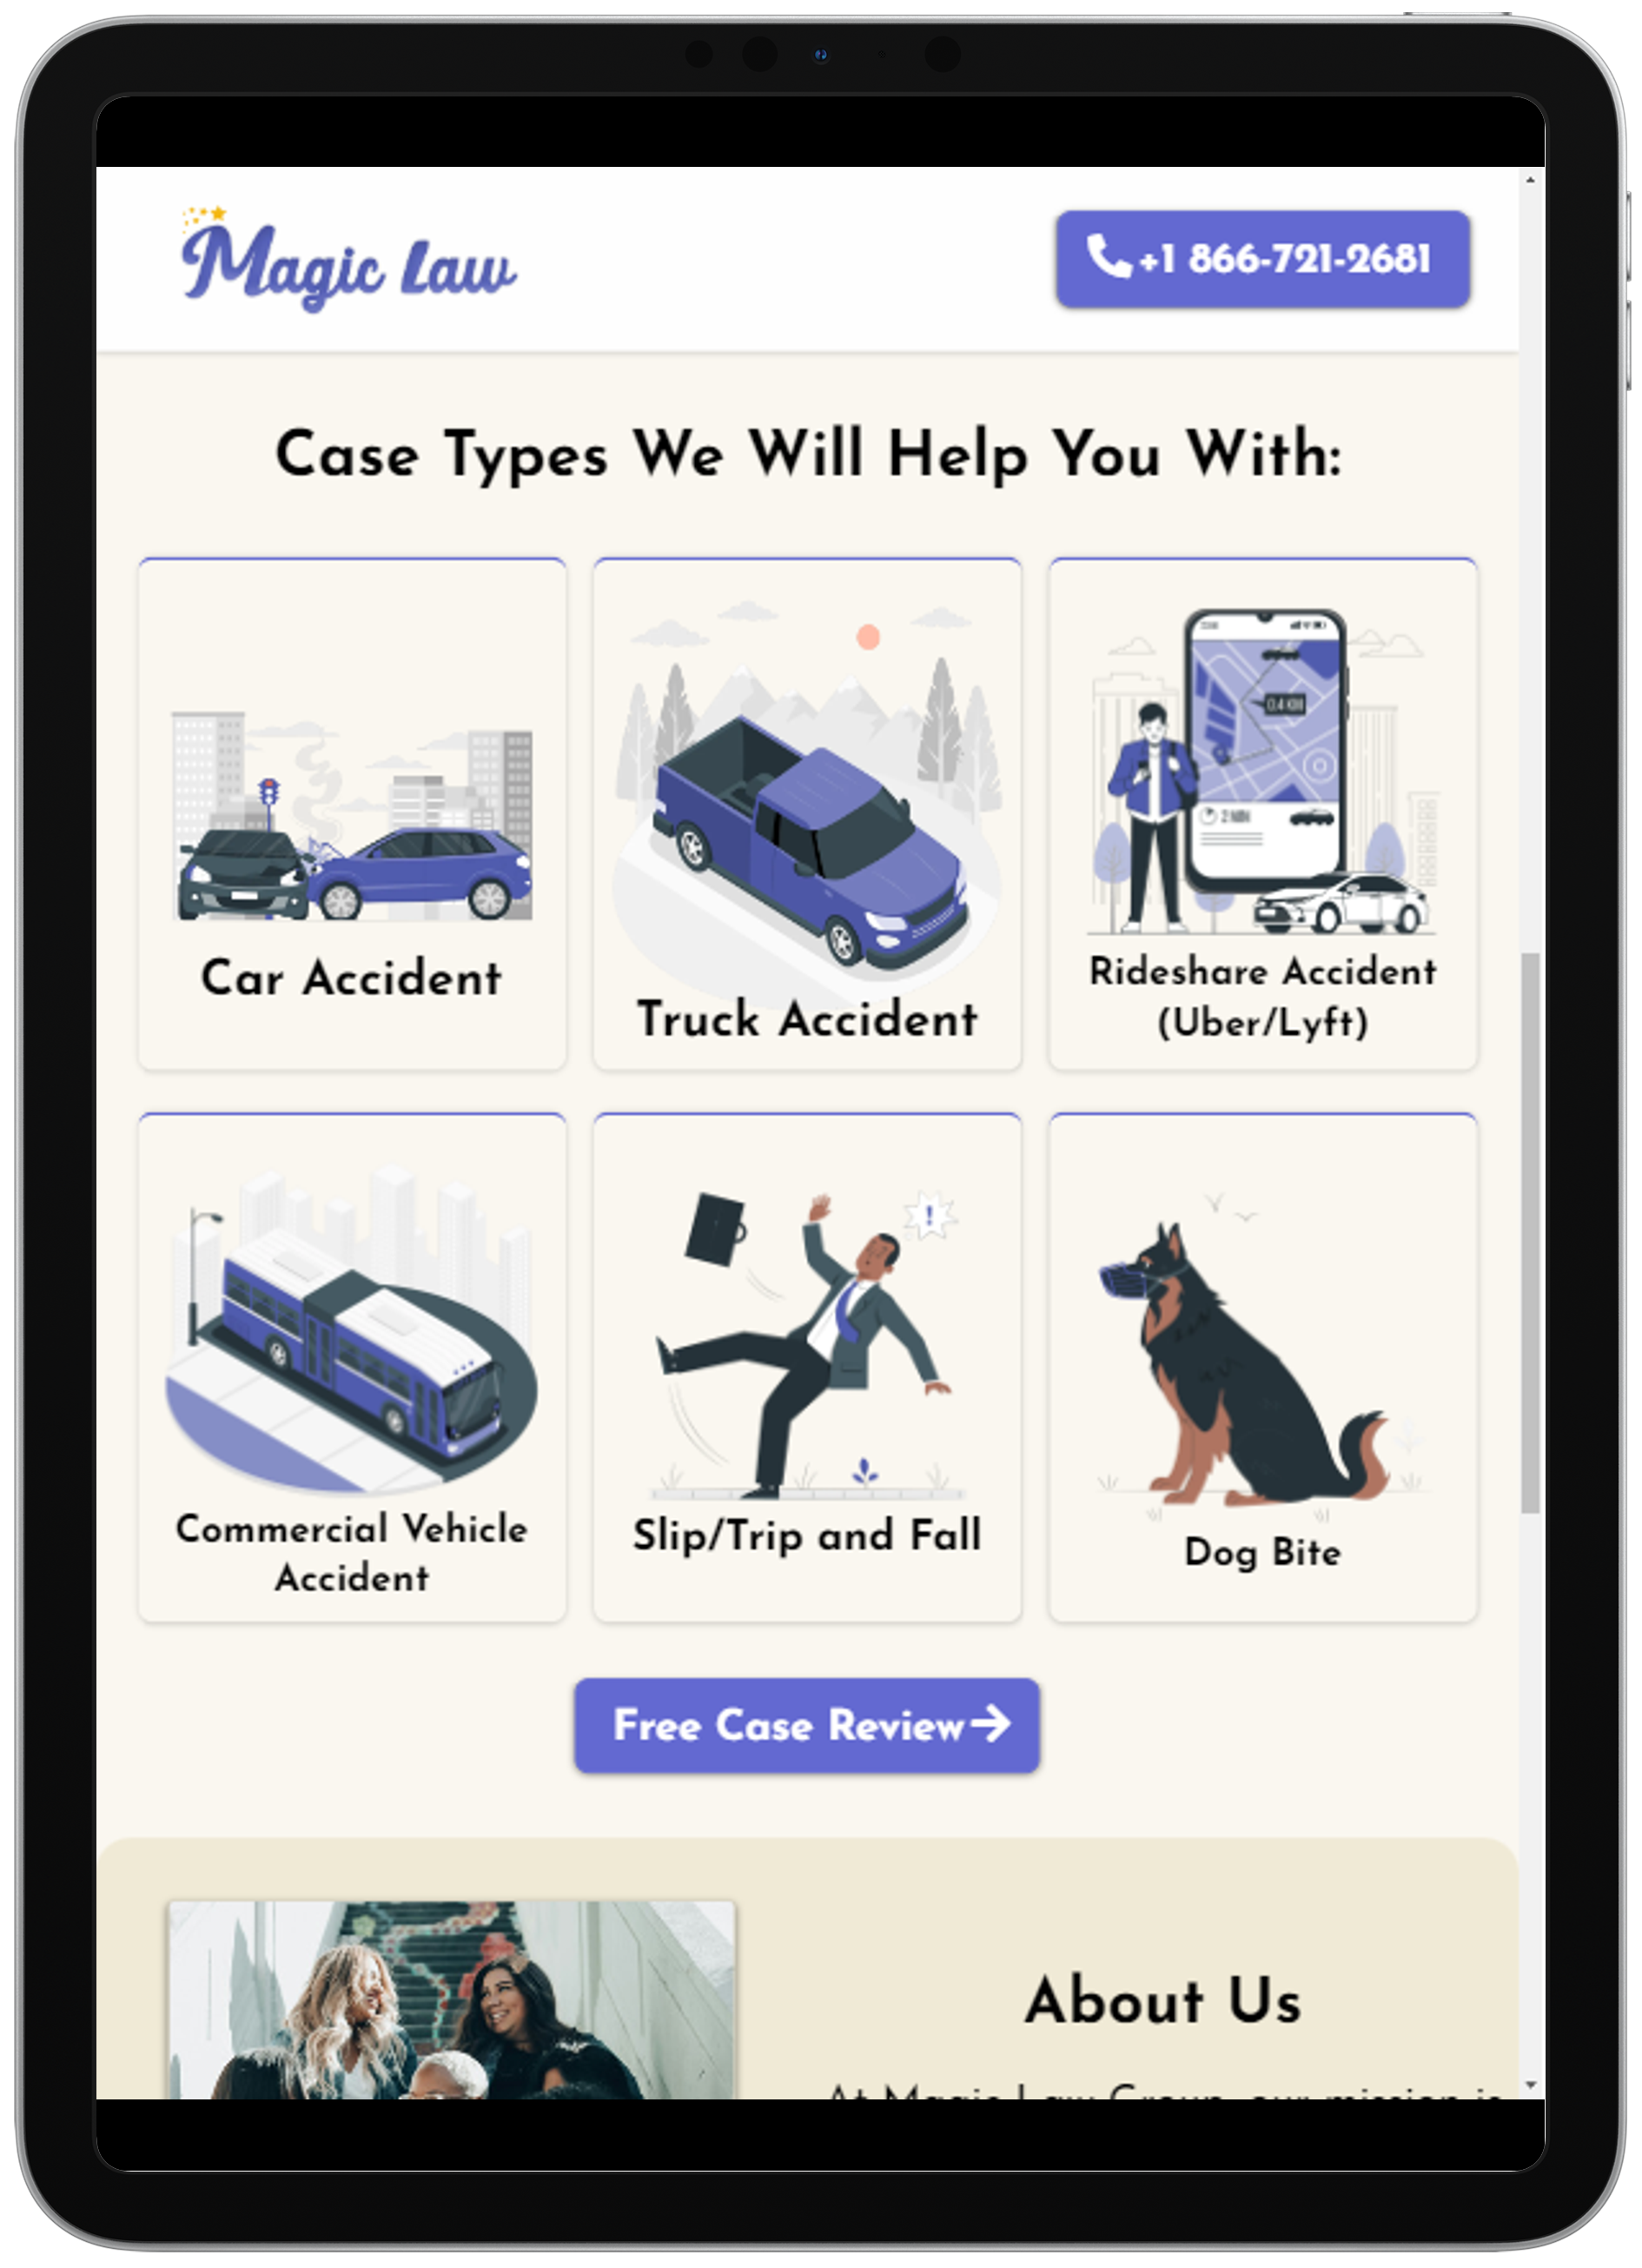 Magic Law
+1 866-721-2681
Case Types We Will Help You With:
Car Accident
Truck Accident
0.4 KM
2 MIN
Rideshare Accident
(Uber/Lyft)
Commercial Vehicle
Accident
!
Slip/Trip and Fall
Dog Bite
Free Case Review
About Us
At Magic Law Group, our mission is